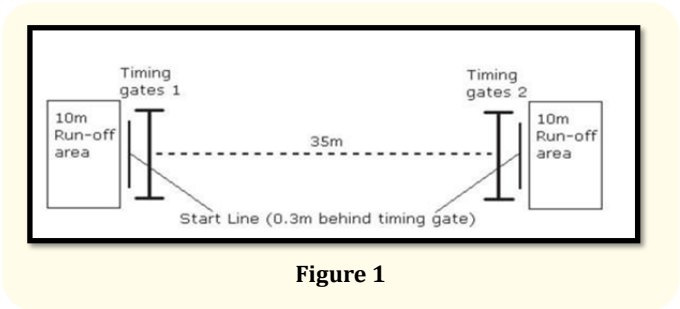 Timing
gates 1
Timing
gates 2
10m
Run-off
area
35m
10m
Run-off
area
Start Line (0.3m behind timing gate)
Figure 1